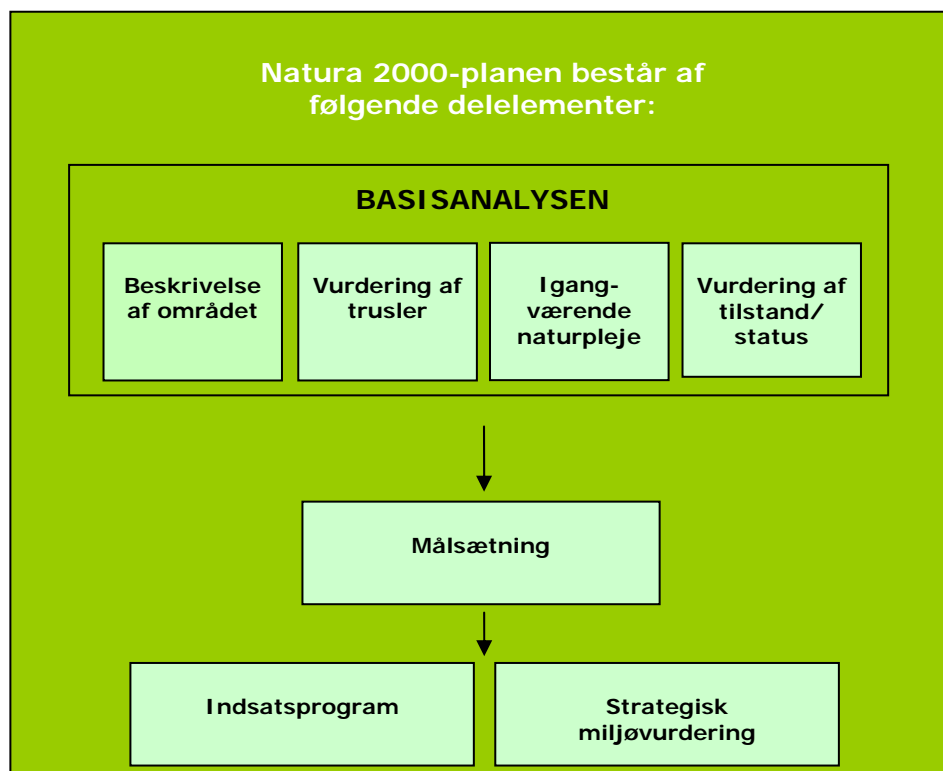 Natura 2000-planen består af
følgende delelementer:
BASISANALYSEN
Beskrivelse
af området
Vurdering af
trusler
Igang-
værende
naturpleje
Vurdering af
tilstand/
status
Målsætning
Indsatsprogram
Strategisk
miljøvurdering